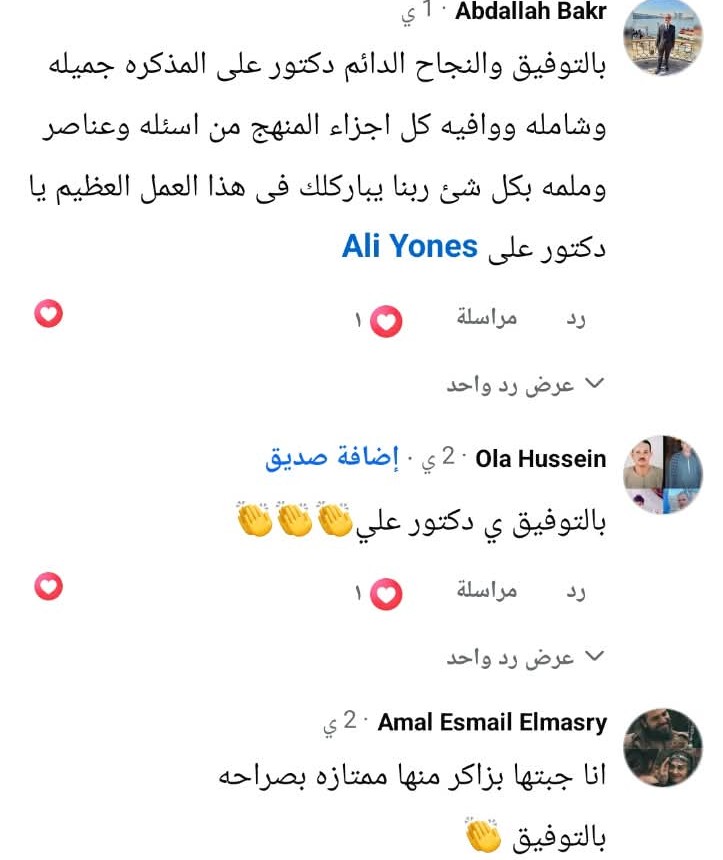 Abdallah Bakr · 1 ي
بالتوفيق والنجاح الدائم دكتور على المذكره جميله
وشامله ووافيه كل اجزاء المنهج من اسئله وعناصر
وملمه بكل شئ ربنا يباركلك فى هذا العمل العظيم يا
دكتور على Ali Yones
رد مراسلة ١
عرض رد واحد
Ola Hussein · 2 ي · إضافة صديق
بالتوفيق ي دكتور علي👏👏👏
رد مراسلة ١
عرض رد واحد
Amal Esmail Elmasry · 2 ي
انا جبتها بزاكر منها ممتازه بصراحه
بالتوفيق 👏